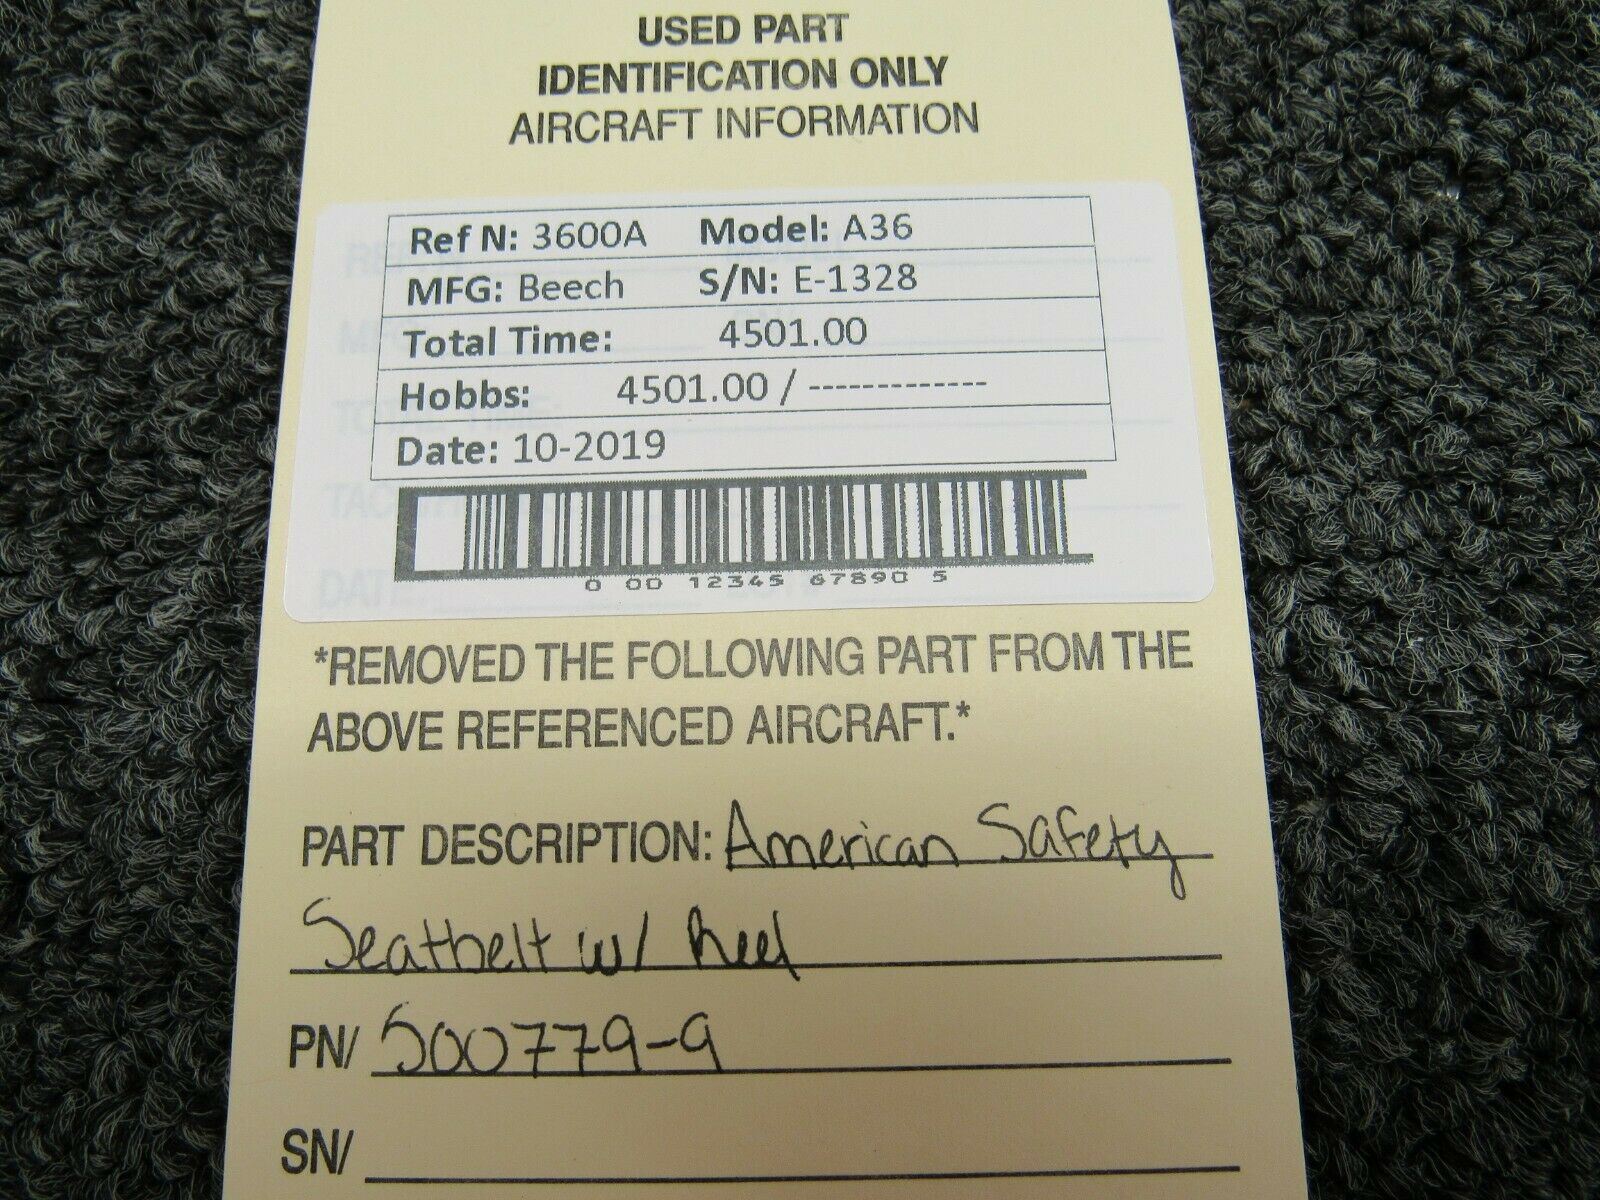 USED PART
IDENTIFICATION ONLY
AIRCRAFT INFORMATION
Ref N: 3600A Model: A36
MFG: Beech S/N: E-1328
Total Time: 4501.00
Hobbs: 4501.00 / -------------
Date: 10-2019
0 00 12345 67890 5
*REMOVED THE FOLLOWING PART FROM THE
ABOVE REFERENCED AIRCRAFT.*
PART DESCRIPTION: American Safety
Seatbelt w/ Reel
PN/ 500779-9
SN/